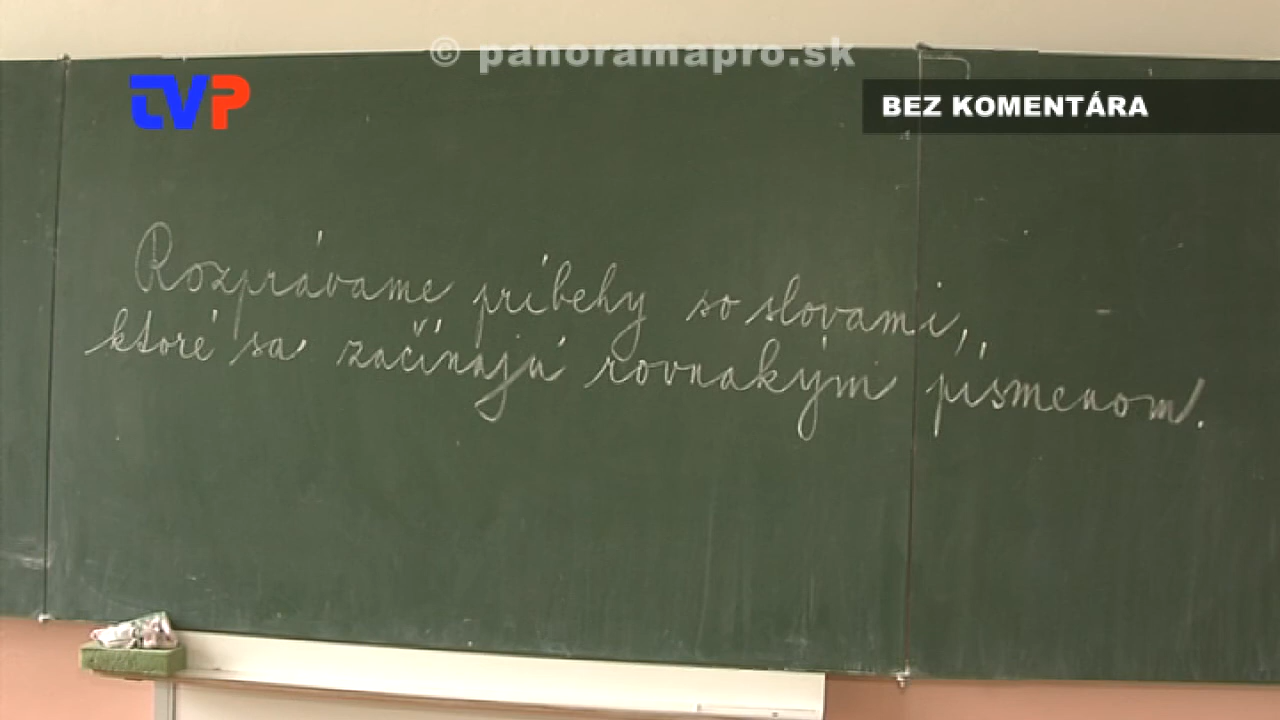 © panoramapro.sk
TVP
BEZ KOMENTÁRA
Rozprávame príbehy so slovami,
ktoré sa začínajú rovnakým písmenom.